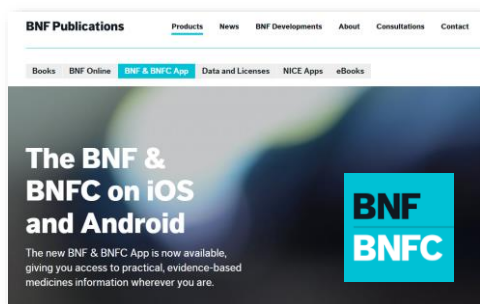 BNF Publications
Products News BNF Developments About Consultations Contact
Books BNF Online BNF & BNFC App Data and Licenses NICE Apps eBooks
The BNF &
BNFC on iOS
and Android
The new BNF & BNFC App is now available,
giving you access to practical, evidence-based
medicines information wherever you are.
BNF
BNFC